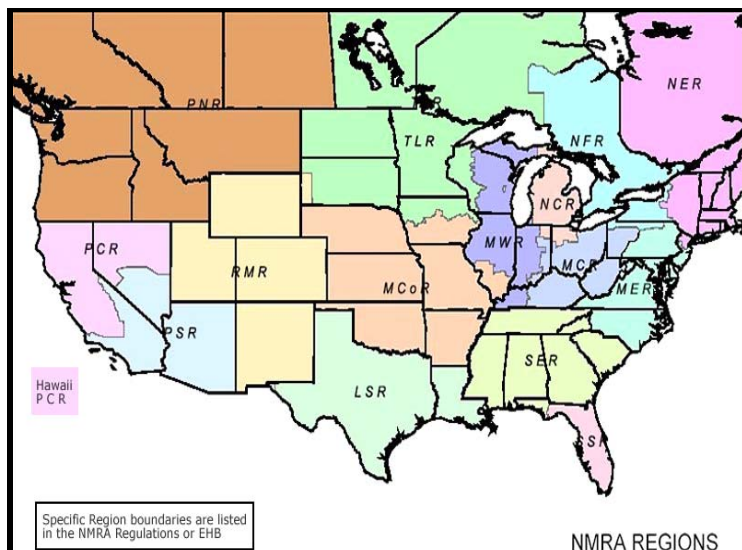 PNR
NER
TLR
NFR
NCR
PCR
MWR
RMR
MCR
MCoR
MER
PSR
SER
LSR
Hawaii
P C R
SSR
Specific Region boundaries are listed
in the NMRA Regulations or EHB
NMRA REGIONS